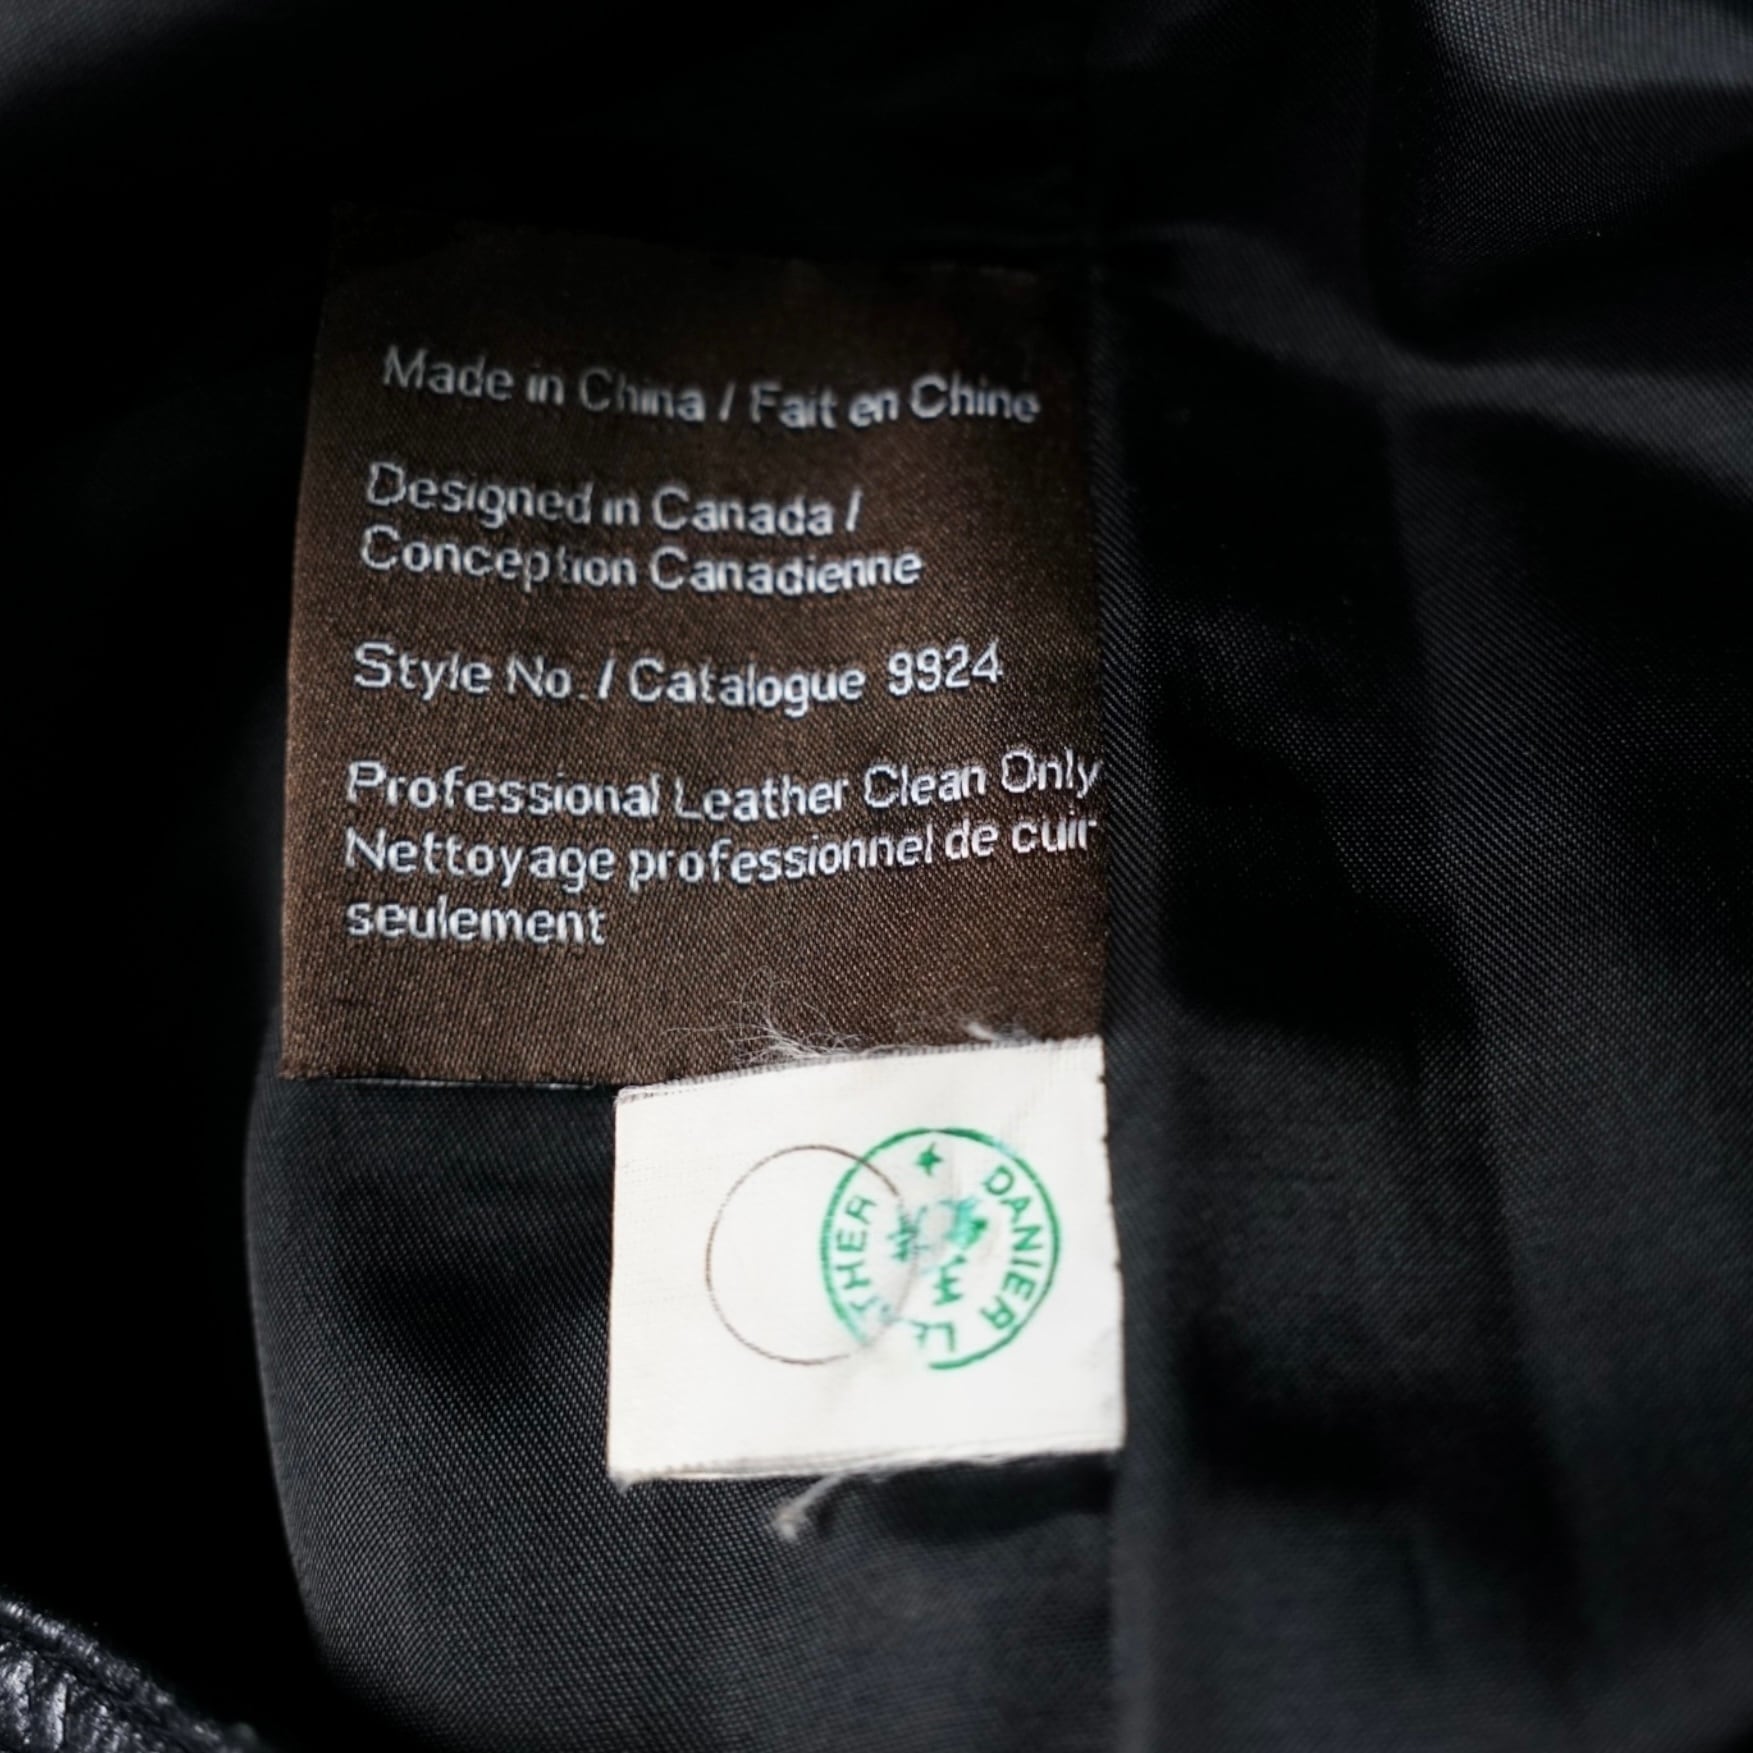 Made in China / Fait en Chine
Designed in Canada /
Conception Canadienne
Style No. / Catalogue 9924
Professional Leather Clean Only
Nettoyage professionnel de cuir
seulement
DANIER